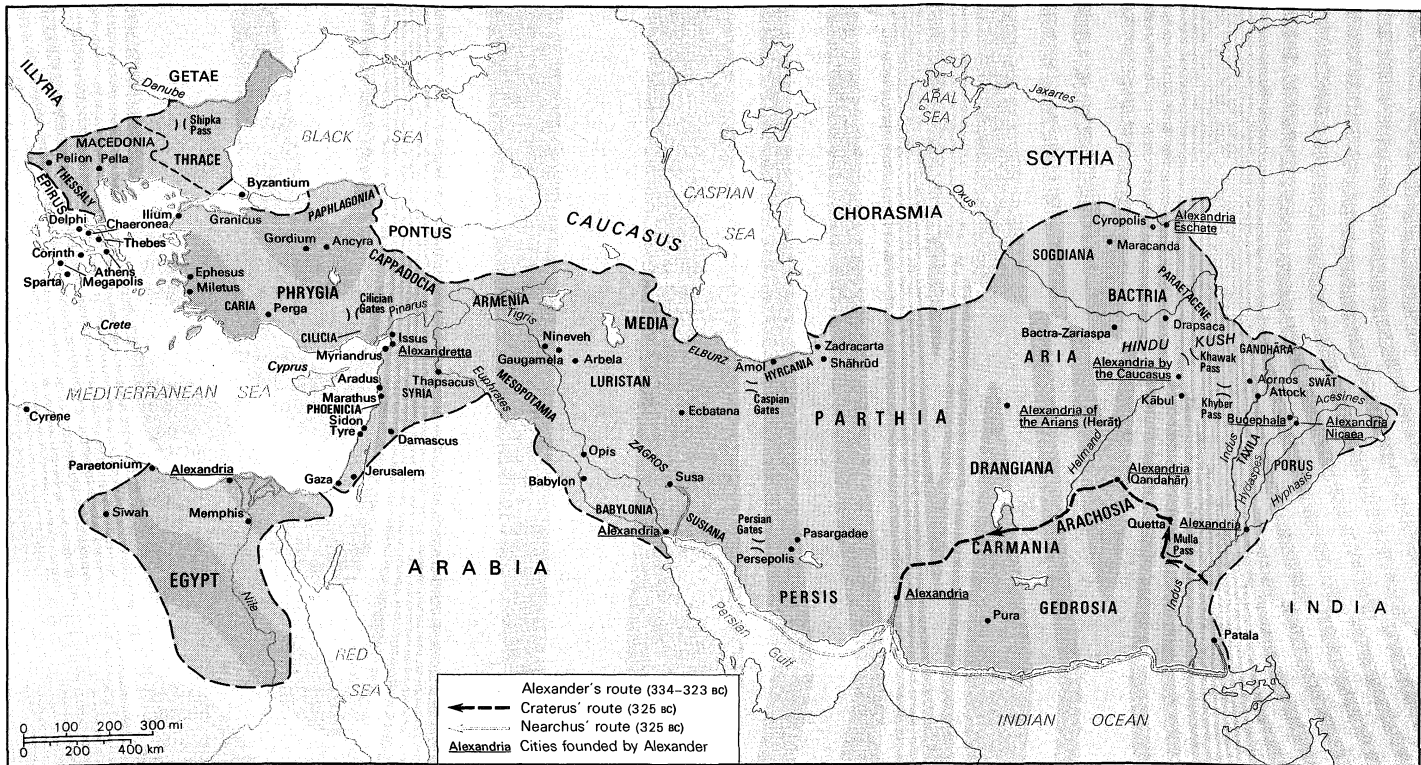 ILLYRIA
GETAE
Danube
Shipka
Pass
MACEDONIA
Pelion
Pella
THRACE
THESSALY
EPIRUS
BLACK SEA
Byzantium
Ilium
Granicus
PAPHLAGONIA
Delphi
Chaeronea
Thebes
Corinth
Athens
Megapolis
Sparta
Gordium
Ancyra
PONTUS
CAPPADOCIA
Ephesus
Miletus
PHRYGIA
CARIA
Perga
Cilician
Gates
Pinarus
CILICIA
Crete
Issus
Myriandrus
Alexandretta
Cyprus
MEDITERRANEAN SEA
Aradus
Marathus
PHOENICIA
Sidon
Tyre
SYRIA
Thapsacus
Damascus
Cyrene
Paraetonium
Alexandria
Gaza
Jerusalem
Sīwah
Memphis
EGYPT
Nile
RED
SEA
ARABIA
CAUCASUS
ARMENIA
Tigris
Nineveh
Gaugamela
Arbela
MEDIA
LURISTAN
MESOPOTAMIA
Euphrates
Ecbatana
Opis
Babylon
ZAGROS
Susa
BABYLONIA
Alexandria
SUSIANA
Persian
Gates
Pasargadae
Persepolis
PERSIS
Persian
Gulf
CASPIAN
SEA
ELBURZ
Āmol
HYRCANIA
Zadracarta
Shāhrūd
Caspian
Gates
PARTHIA
CHORASMIA
ARAL
SEA
Jaxartes
SCYTHIA
Oxus
Cyropolis
Alexandria
Eschate
SOGDIANA
Maracanda
PARAETACENE
BACTRIA
Bactra-Zariaspa
Drapsaca
ARIA
HINDU
KUSH
Alexandria by
the Caucasus
Khawak
Pass
GANDHĀRA
Aornos
Attock
SWĀT
Acesines
Alexandria of
the Arians (Herāt)
Kābul
Khyber
Pass
Bucephala
Alexandria
Nicaea
DRANGIANA
Helmand
Indus
TAXILA
PORUS
Hydaspes
Hyphasis
Alexandria
(Qandahār)
ARACHOSIA
Quetta
Alexandria
Mulla
Pass
CARMANIA
Alexandria
GEDROSIA
Pura
Indus
INDIA
Patala
INDIAN OCEAN
Alexander's route (334–323 BC)
Craterus' route (325 BC)
Nearchus' route (325 BC)
Alexandria Cities founded by Alexander
0 100 200 300 mi
0 200 400 km